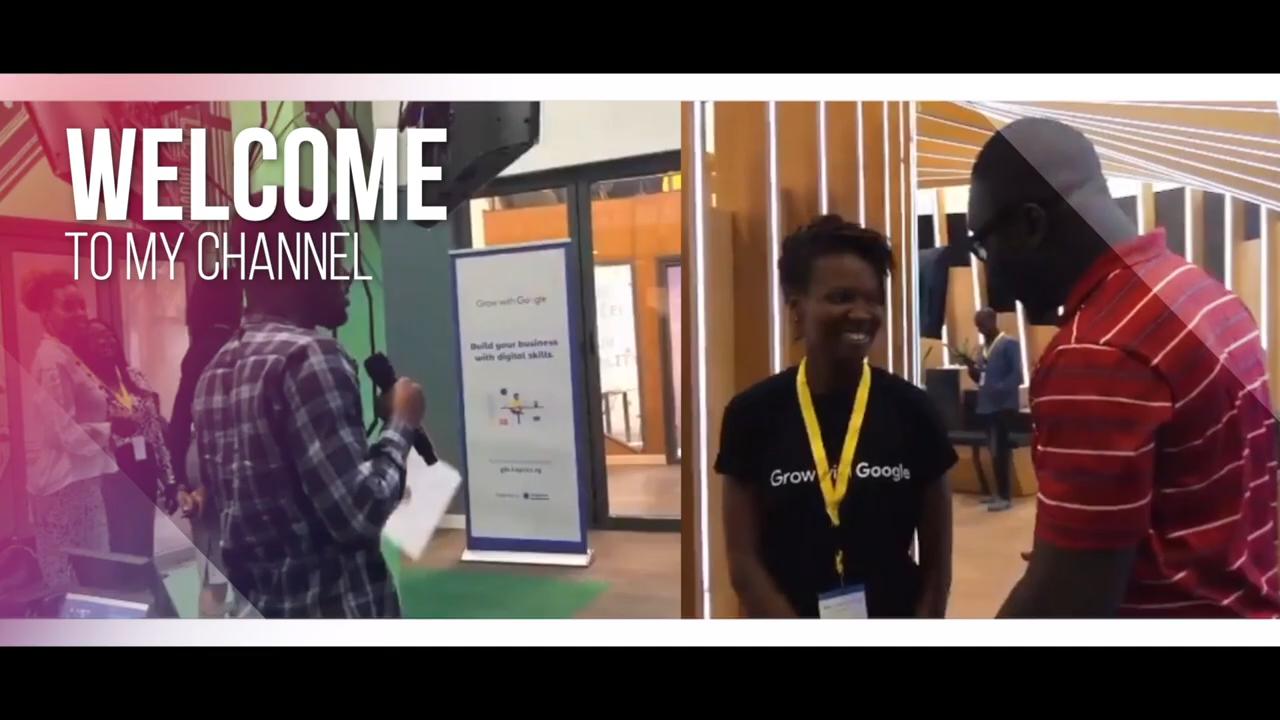 WELCOME
TO MY CHANNEL
Grow with Google
Build your business
with digital skills.
Grow with Google